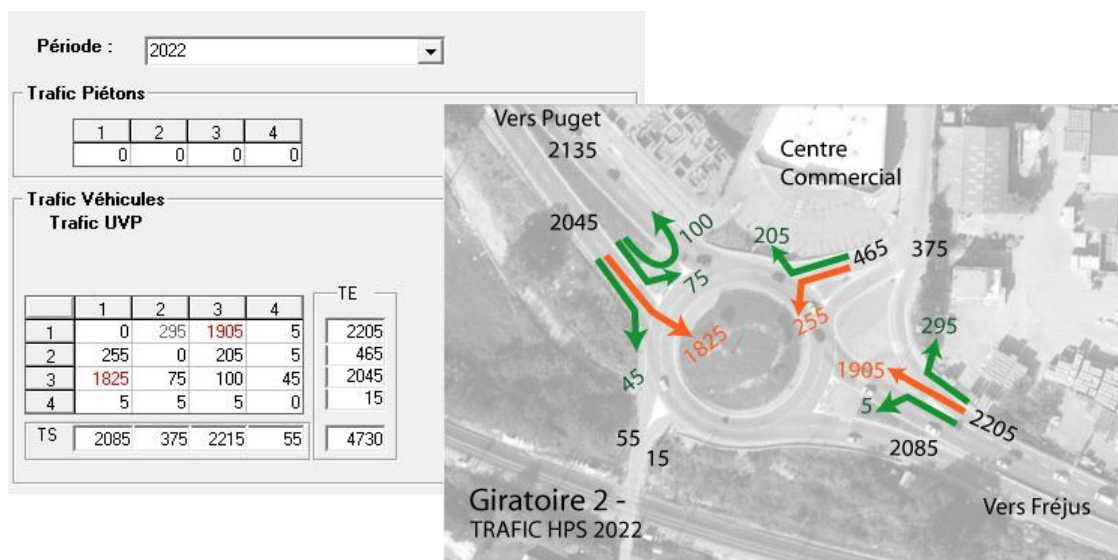 Période :
2022
Trafic Piétons
1 2 3 4
0 0 0 0
Trafic Véhicules
Trafic UVP
1 2 3 4
1 0 295 1905 5
2 255 0 205 5
3 1825 75 100 45
4 5 5 5 0
TE
2205
465
2045
15
TS 2085 375 2215 55 4730
Vers Puget
2135
2045
Centre
Commercial
100
75
205
465
375
255
1825
45
295
1905
5
2205
2085
55
15
Giratoire 2 -
TRAFIC HPS 2022
Vers Fréjus